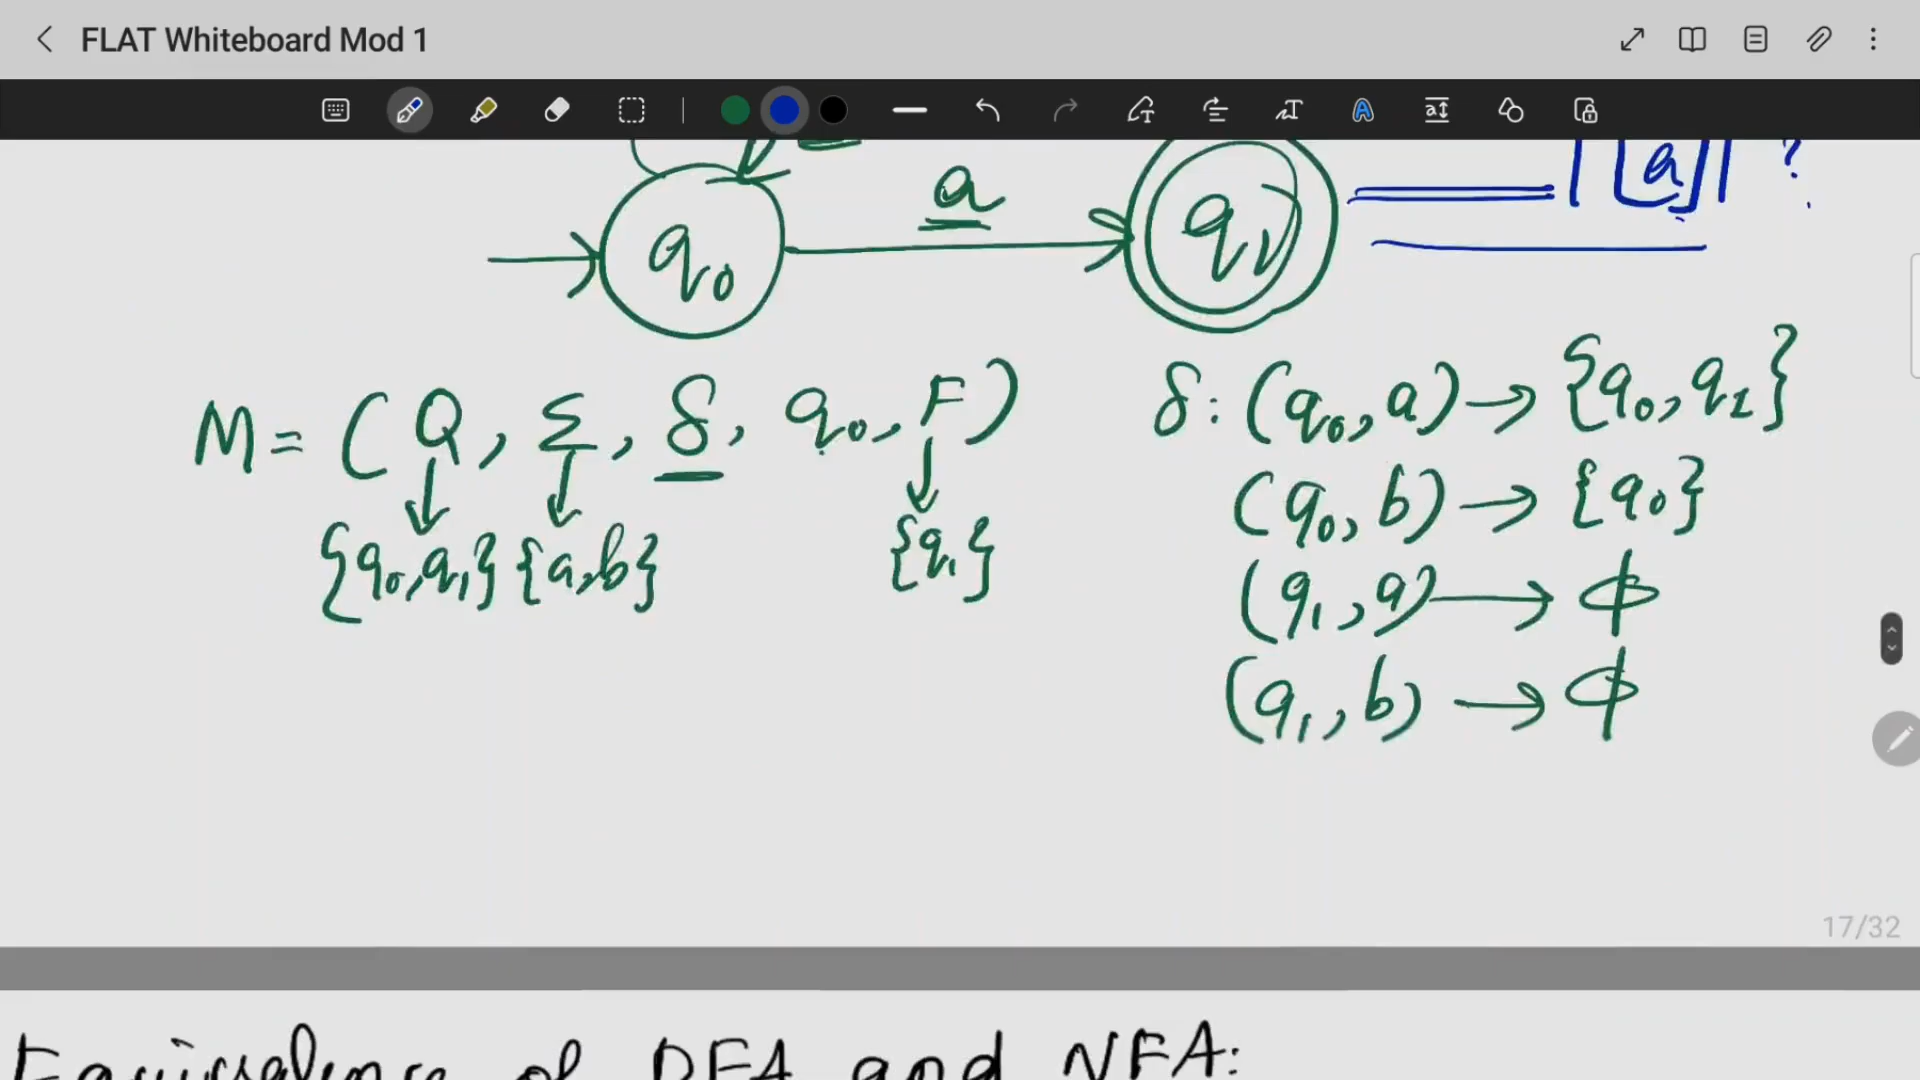 FLAT Whiteboard Mod 1
a
[a] ?
q₀
q₁
M = (Q, Σ, δ, q₀, F)
{q₀,q₁} {a,b} {q₁}
δ: (q₀,a) → {q₀,q₁}
(q₀,b) → {q₀}
(q₁,a) → ϕ
(q₁,b) → ϕ
17/32
Equivalence of DFA and NFA: